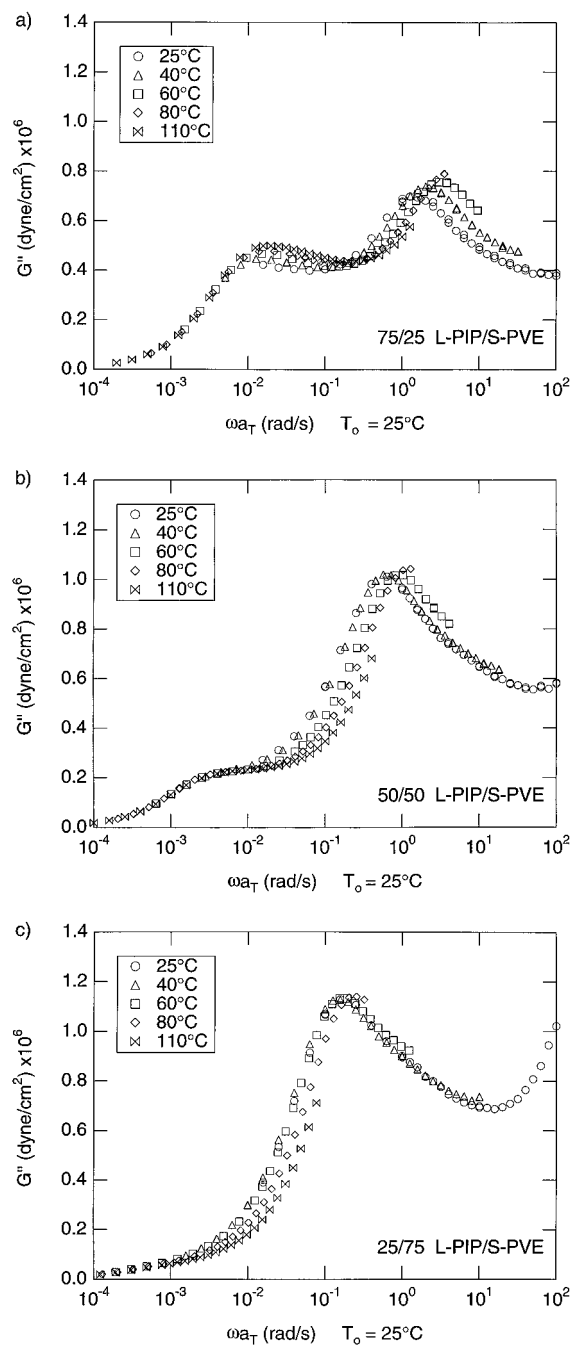 a)
1.4
1.2
1.0
0.8
0.6
0.4
0.2
0.0
G" (dyne/cm²) x10⁶
25°C
40°C
60°C
80°C
110°C
75/25 L-PIP/S-PVE
10⁻⁴ 10⁻³ 10⁻² 10⁻¹ 10⁰ 10¹ 10²
ωa_T (rad/s) T_o = 25°C
b)
1.4
1.2
1.0
0.8
0.6
0.4
0.2
0.0
G" (dyne/cm²) x10⁶
25°C
40°C
60°C
80°C
110°C
50/50 L-PIP/S-PVE
10⁻⁴ 10⁻³ 10⁻² 10⁻¹ 10⁰ 10¹ 10²
ωa_T (rad/s) T_o = 25°C
c)
1.4
1.2
1.0
0.8
0.6
0.4
0.2
0.0
G" (dyne/cm²) x10⁶
25°C
40°C
60°C
80°C
110°C
25/75 L-PIP/S-PVE
10⁻⁴ 10⁻³ 10⁻² 10⁻¹ 10⁰ 10¹ 10²
ωa_T (rad/s) T_o = 25°C